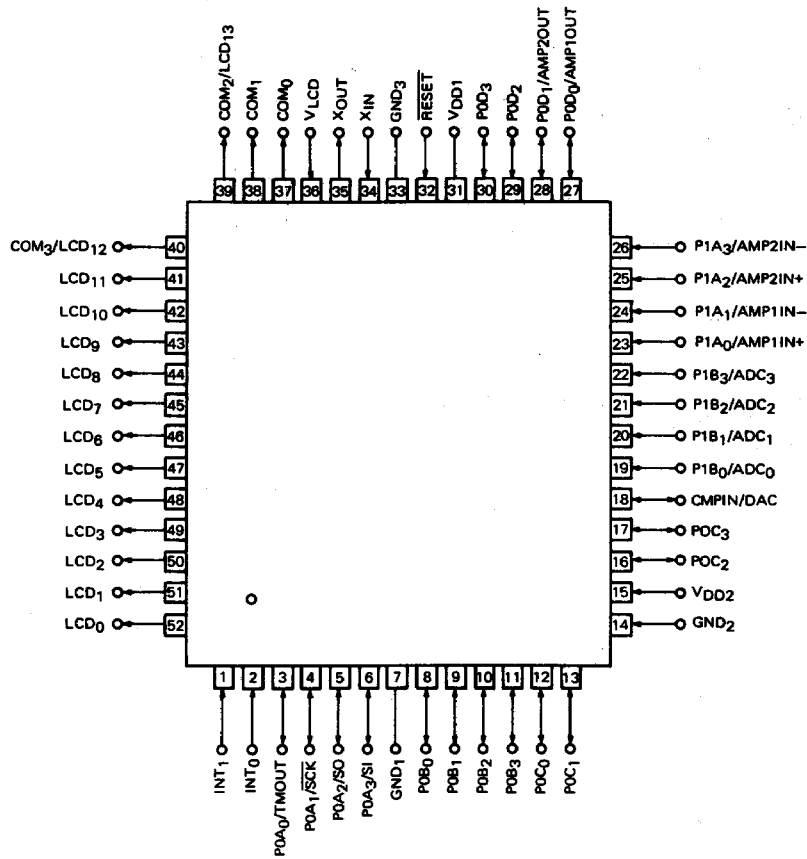 COM₂/LCD₁₃
COM₁
COM₀
VLCD
XOUT
XIN
GND₃
RESET
VDD1
P0D₃
P0D₂
P0D₁/AMP2OUT
P0D₀/AMP1OUT
39 38 37 36 35 34 33 32 31 30 29 28 27
COM₃/LCD₁₂ 40
LCD₁₁ 41
LCD₁₀ 42
LCD₉ 43
LCD₈ 44
LCD₇ 45
LCD₆ 46
LCD₅ 47
LCD₄ 48
LCD₃ 49
LCD₂ 50
LCD₁ 51
LCD₀ 52
26 P1A₃/AMP2IN−
25 P1A₂/AMP2IN+
24 P1A₁/AMP1IN−
23 P1A₀/AMP1IN+
22 P1B₃/ADC₃
21 P1B₂/ADC₂
20 P1B₁/ADC₁
19 P1B₀/ADC₀
18 CMPIN/DAC
17 P0C₃
16 P0C₂
15 VDD2
14 GND₂
1 2 3 4 5 6 7 8 9 10 11 12 13
INT₁
INT₀
P0A₀/TMOUT
P0A₁/SCK
P0A₂/SO
P0A₃/SI
GND₁
P0B₀
P0B₁
P0B₂
P0B₃
P0C₀
P0C₁